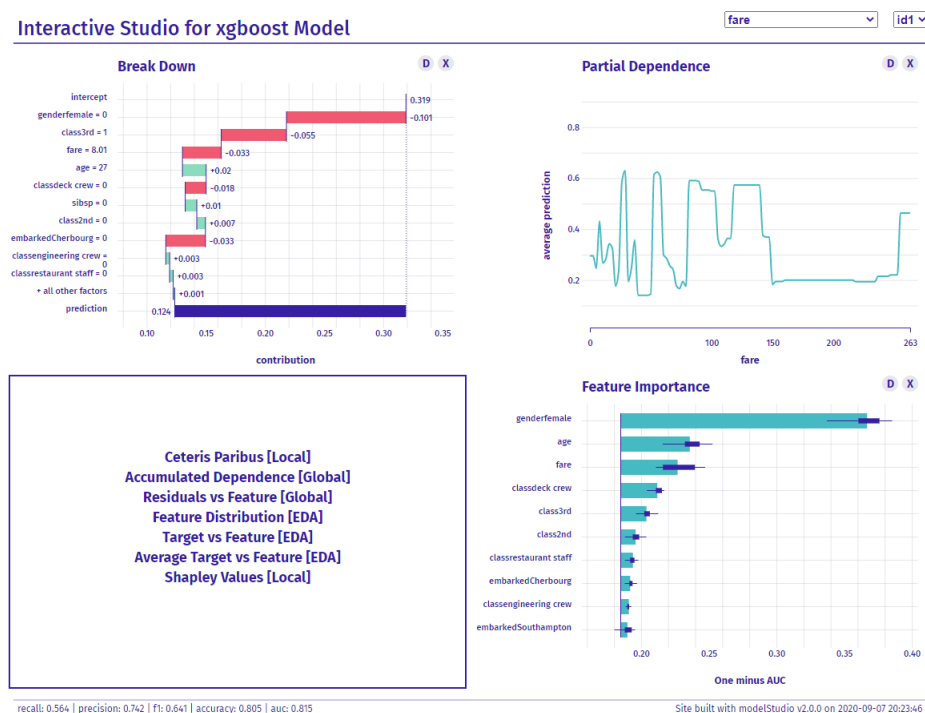 Interactive Studio for xgboost Model
fare
id1
Break Down
D X
intercept
genderfemale = 0
class3rd = 1
fare = 8.01
age = 27
classdeck crew = 0
sibsp = 0
class2nd = 0
embarkedCherbourg = 0
classengineering crew =
0
classrestaurant staff = 0
+ all other factors
prediction
0.319
-0.101
-0.055
-0.033
+0.02
-0.018
+0.01
+0.007
-0.033
+0.003
+0.003
+0.001
0.124
0.10 0.15 0.20 0.25 0.30 0.35
contribution
Partial Dependence
D X
average prediction
0.8
0.6
0.4
0.2
0 100 150 200 263
fare
Ceteris Paribus [Local]
Accumulated Dependence [Global]
Residuals vs Feature [Global]
Feature Distribution [EDA]
Target vs Feature [EDA]
Average Target vs Feature [EDA]
Shapley Values [Local]
Feature Importance
D X
genderfemale
age
fare
classdeck crew
class3rd
class2nd
classrestaurant staff
embarkedCherbourg
classengineering crew
embarkedSouthampton
0.20 0.25 0.30 0.35 0.40
One minus AUC
recall: 0.564 | precision: 0.742 | f1: 0.641 | accuracy: 0.805 | auc: 0.815
Site built with modelStudio v2.0.0 on 2020-09-07 20:23:46